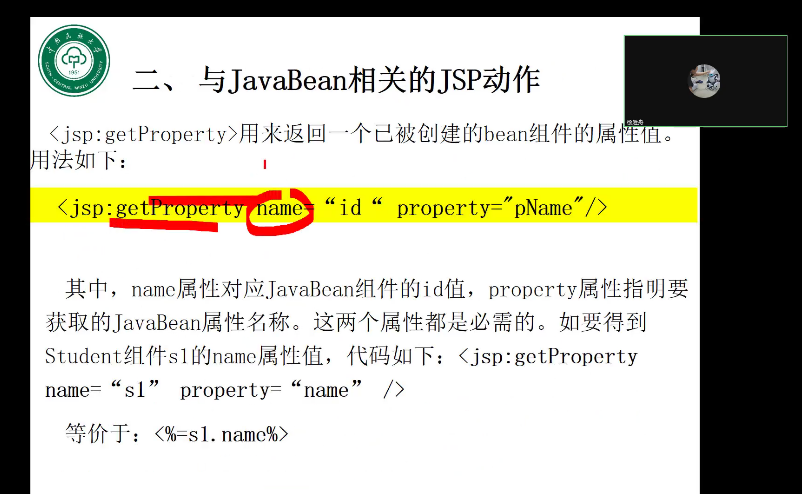 二、 与JavaBean相关的JSP动作
<jsp:getProperty>用来返回一个已被创建的bean组件的属性值。
用法如下：
<jsp:getProperty name=“id“ property="pName"/>
其中，name属性对应JavaBean组件的id值，property属性指明要
获取的JavaBean属性名称。这两个属性都是必需的。如要得到
Student组件s1的name属性值，代码如下：<jsp:getProperty
name=“s1” property=“name” />
等价于：<%=s1.name%>